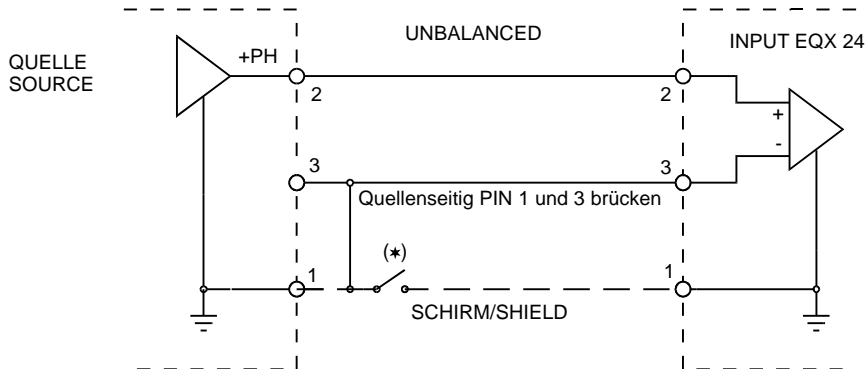 UNBALANCED
INPUT EQX 24
QUELLE
SOURCE
+PH
2
2
+
-
3
3
Quellenseitig PIN 1 und 3 brücken
(✶)
1
1
SCHIRM/SHIELD